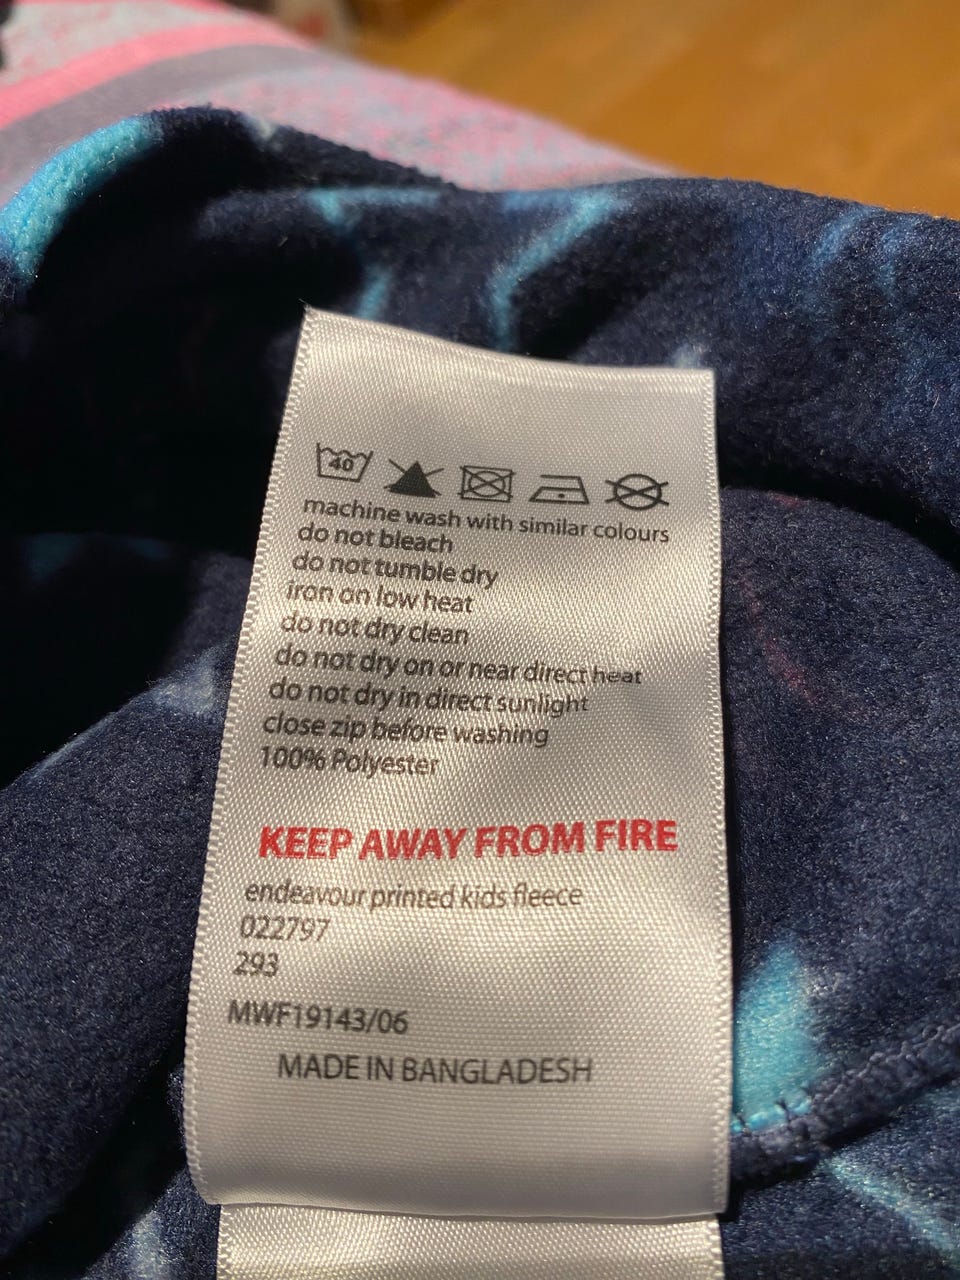 40
machine wash with similar colours
do not bleach
do not tumble dry
iron on low heat
do not dry clean
do not dry on or near direct heat
do not dry in direct sunlight
close zip before washing
100% Polyester
KEEP AWAY FROM FIRE
endeavour printed kids fleece
022797
293
MWF19143/06
MADE IN BANGLADESH